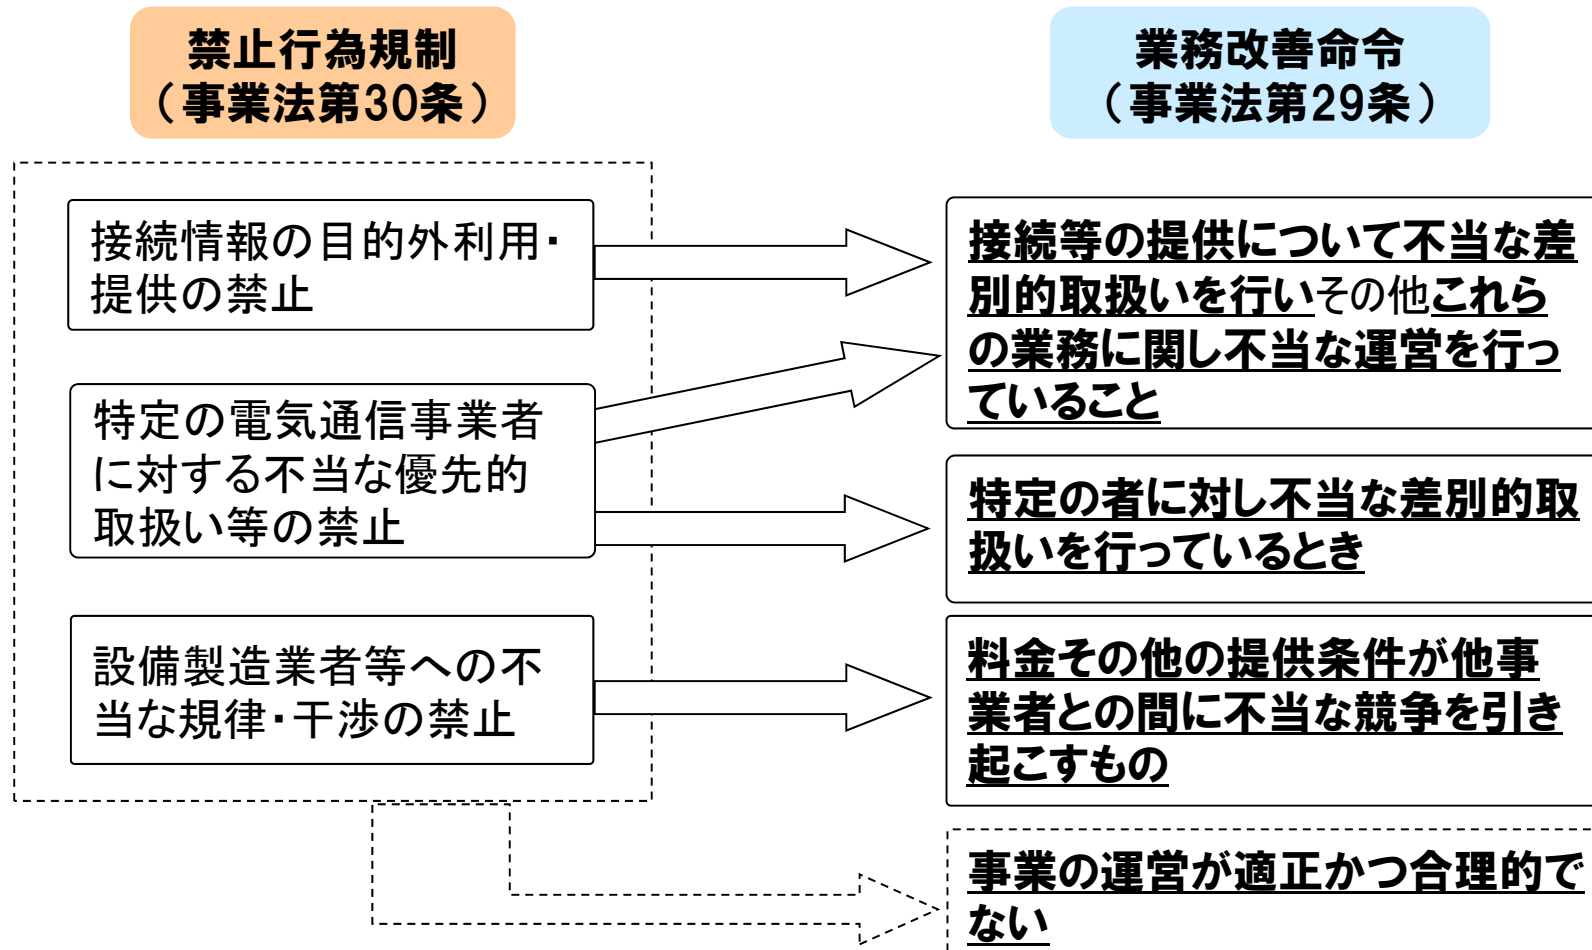 禁止行為規制
（事業法第30条）
業務改善命令
（事業法第29条）
接続情報の目的外利用・
提供の禁止
特定の電気通信事業者
に対する不当な優先的
取扱い等の禁止
設備製造業者等への不
当な規律・干渉の禁止
接続等の提供について不当な差
別的取扱いを行いその他これら
の業務に関し不当な運営を行っ
ていること
特定の者に対し不当な差別的取
扱いを行っているとき
料金その他の提供条件が他事
業者との間に不当な競争を引き
起こすもの
事業の運営が適正かつ合理的で
ない